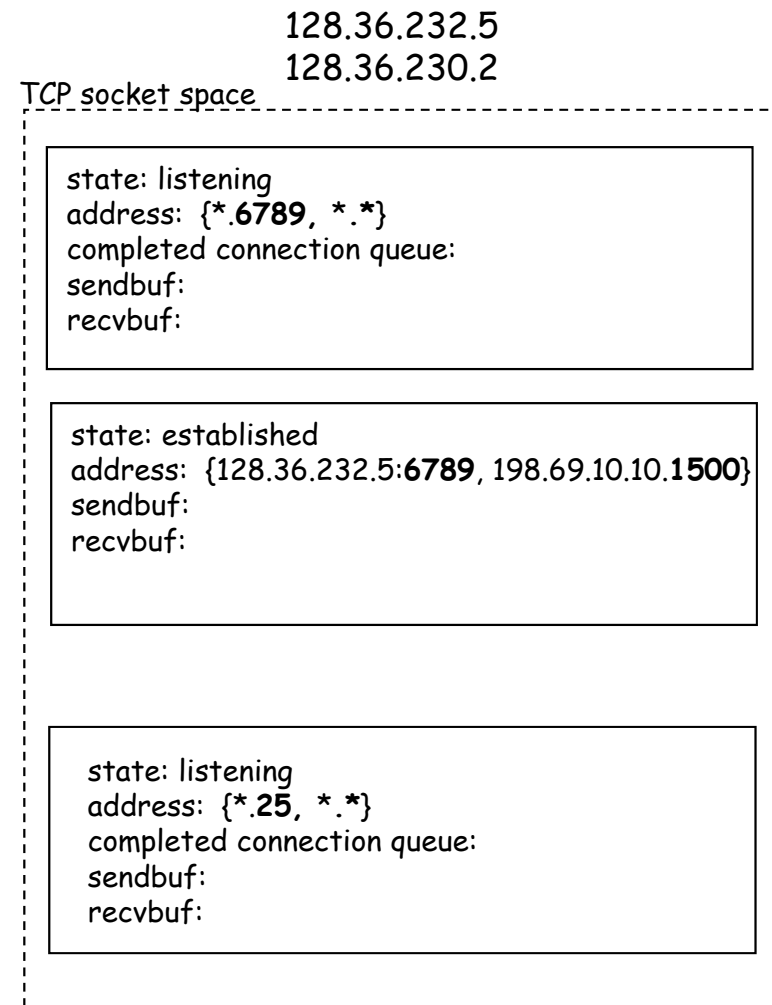 128.36.232.5
128.36.230.2
TCP socket space
state: listening
address: {*.6789, *.*}
completed connection queue:
sendbuf:
recvbuf:
state: established
address: {128.36.232.5:6789, 198.69.10.10.1500}
sendbuf:
recvbuf:
state: listening
address: {*.25, *.*}
completed connection queue:
sendbuf:
recvbuf: